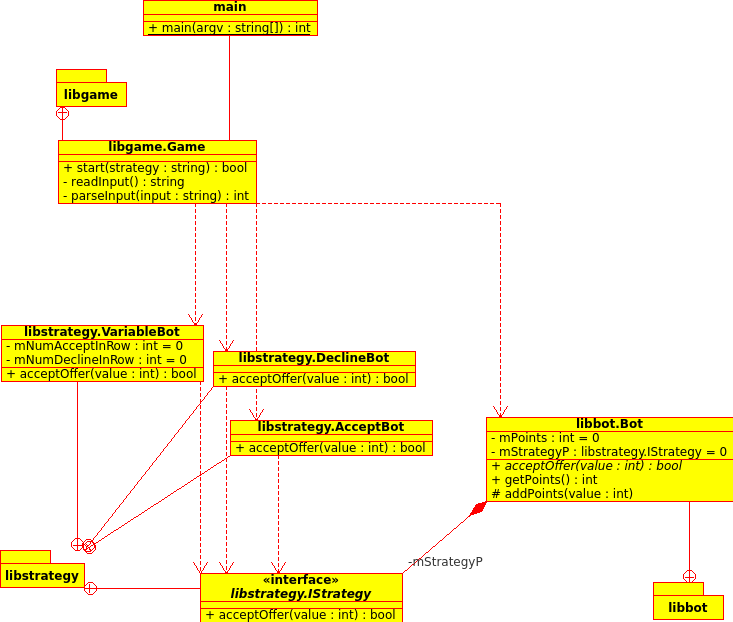 main
+ main(argv : string[]) : int
libgame
libgame.Game
+ start(strategy : string) : bool
- readInput() : string
- parseInput(input : string) : int
libstrategy.VariableBot
- mNumAcceptInRow : int = 0
- mNumDeclineInRow : int = 0
+ acceptOffer(value : int) : bool
libstrategy.DeclineBot
+ acceptOffer(value : int) : bool
libstrategy.AcceptBot
+ acceptOffer(value : int) : bool
libbot.Bot
- mPoints : int = 0
- mStrategyP : libstrategy.IStrategy = 0
+ acceptOffer(value : int) : bool
+ getPoints() : int
# addPoints(value : int)
-mStrategyP
libstrategy
«interface»
libstrategy.IStrategy
+ acceptOffer(value : int) : bool
libbot